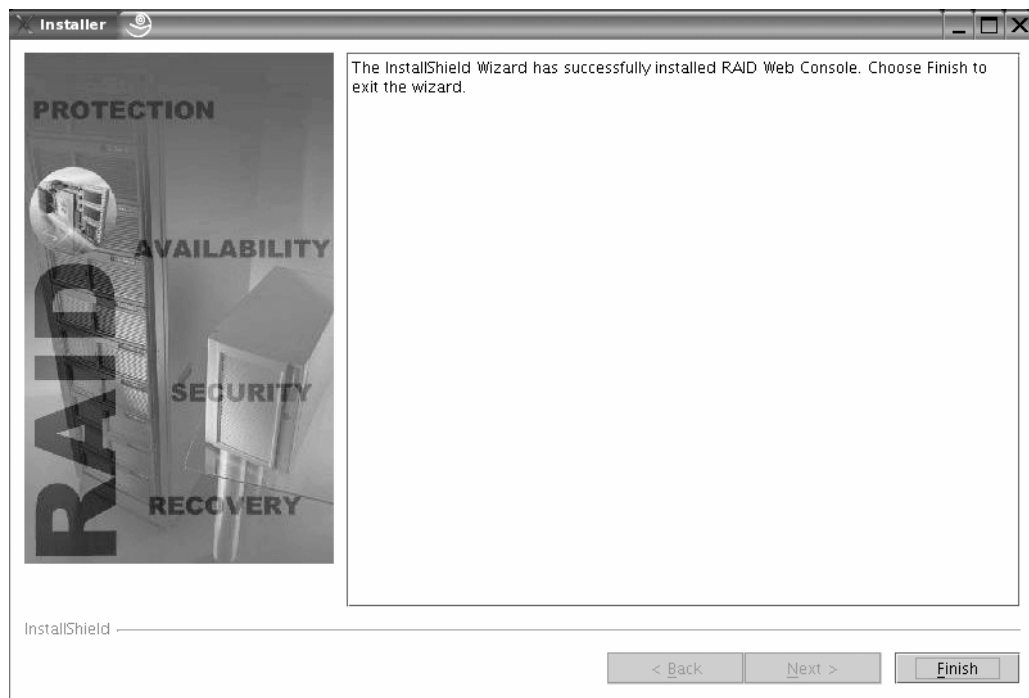 Installer
PROTECTION
AVAILABILITY
SECURITY
RECOVERY
RAID
The InstallShield Wizard has successfully installed RAID Web Console. Choose Finish to
exit the wizard.
InstallShield
< Back
Next >
Finish